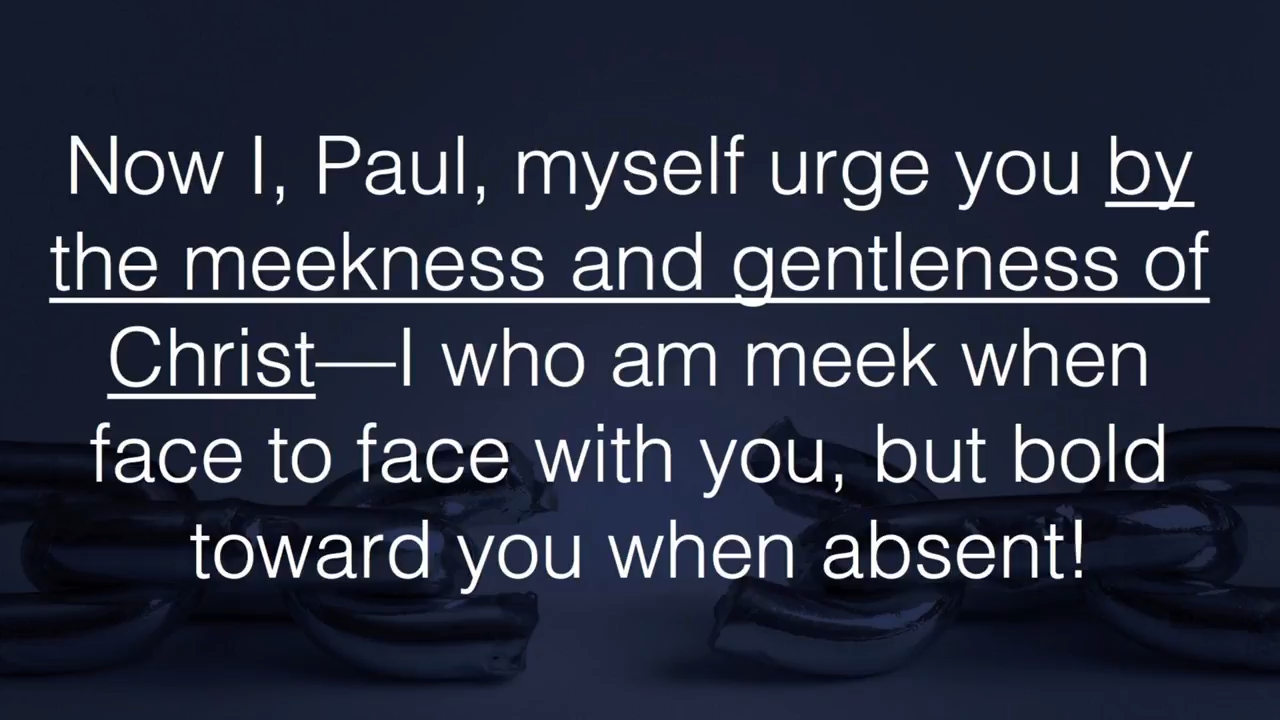 Now I, Paul, myself urge you by
the meekness and gentleness of
Christ—I who am meek when
face to face with you, but bold
toward you when absent!